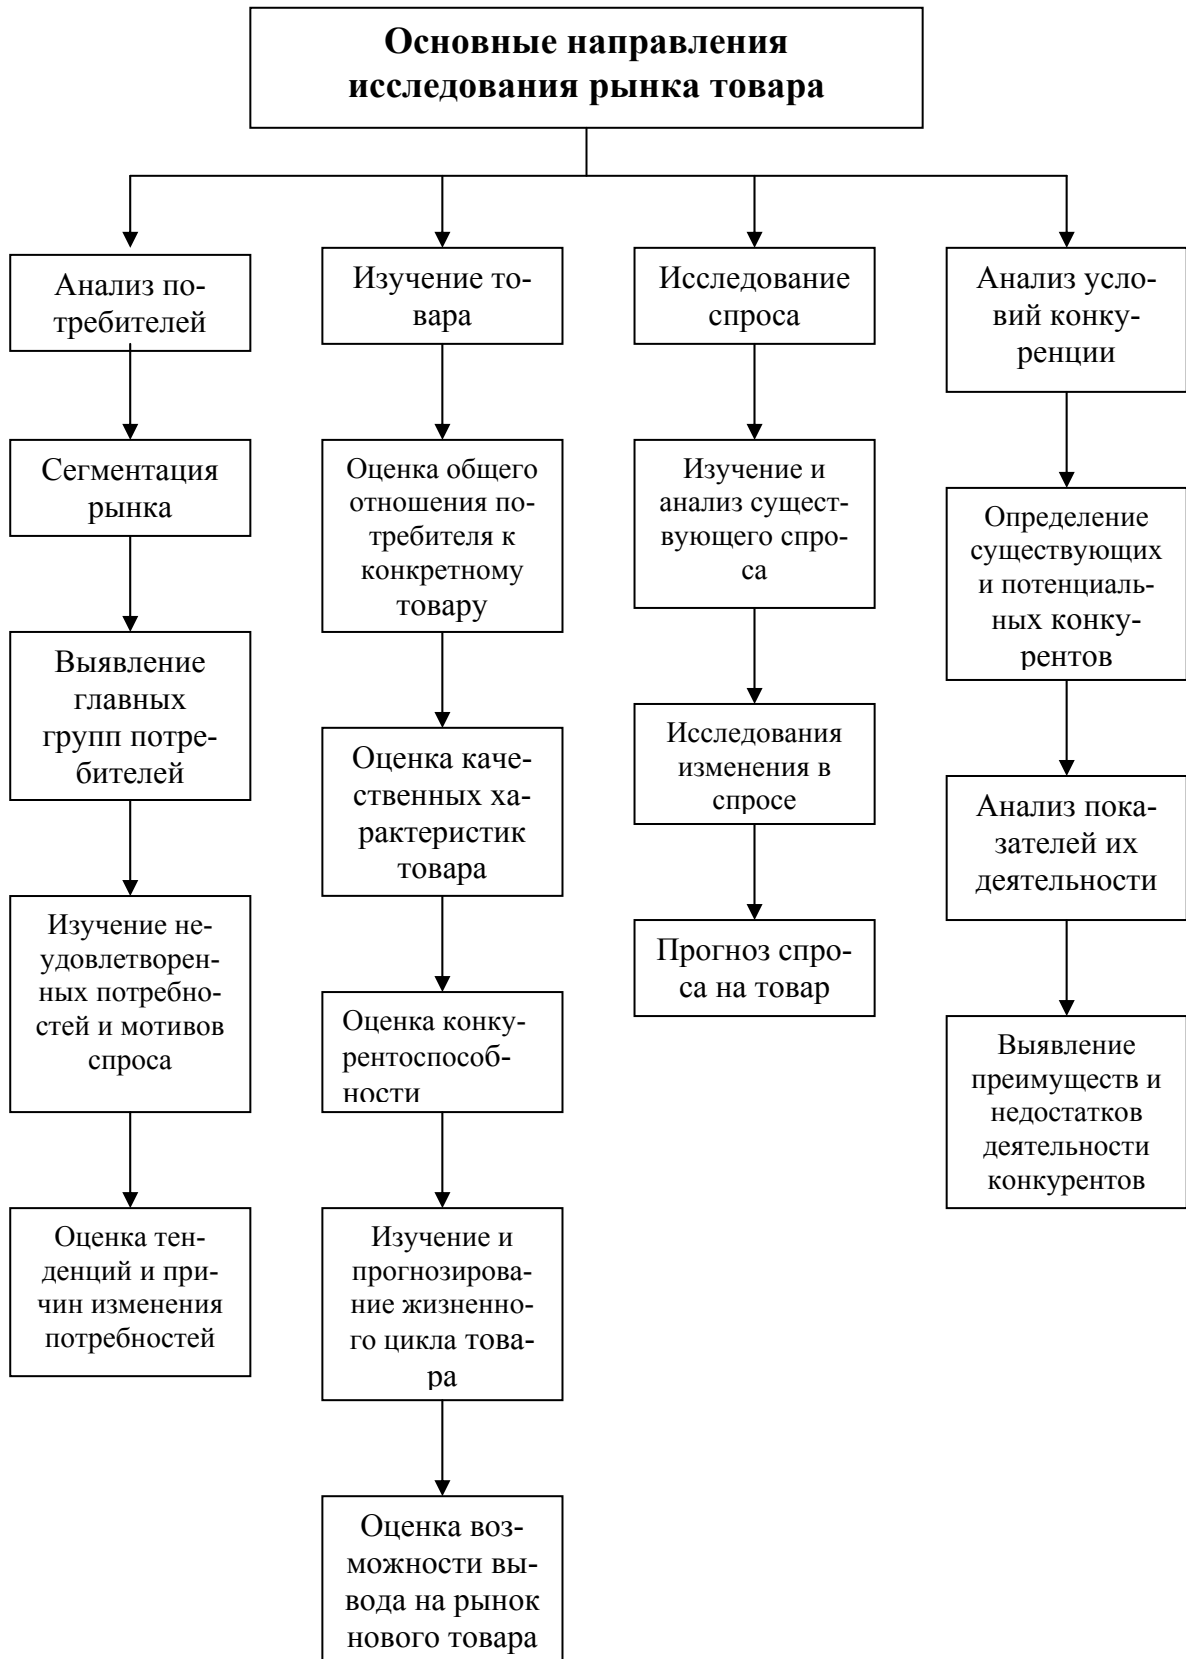 Основные направления
исследования рынка товара
Анализ по-
требителей
Сегментация
рынка
Выявление
главных
групп потре-
бителей
Изучение не-
удовлетворен-
ных потребно-
стей и мотивов
спроса
Оценка тен-
денций и при-
чин изменения
потребностей
Изучение то-
вара
Оценка общего
отношения по-
требителя к
конкретному
товару
Оценка каче-
ственных ха-
рактеристик
товара
Оценка конку-
рентоспособ-
ности
Изучение и
прогнозирова-
ние жизненно-
го цикла това-
ра
Оценка воз-
можности вы-
вода на рынок
нового товара
Исследование
спроса
Изучение и
анализ сущест-
вующего спро-
са
Исследования
изменения в
спросе
Прогноз спро-
са на товар
Анализ усло-
вий конку-
ренции
Определение
существующих
и потенциаль-
ных конку-
рентов
Анализ пока-
зателей их
деятельности
Выявление
преимуществ и
недостатков
деятельности
конкурентов